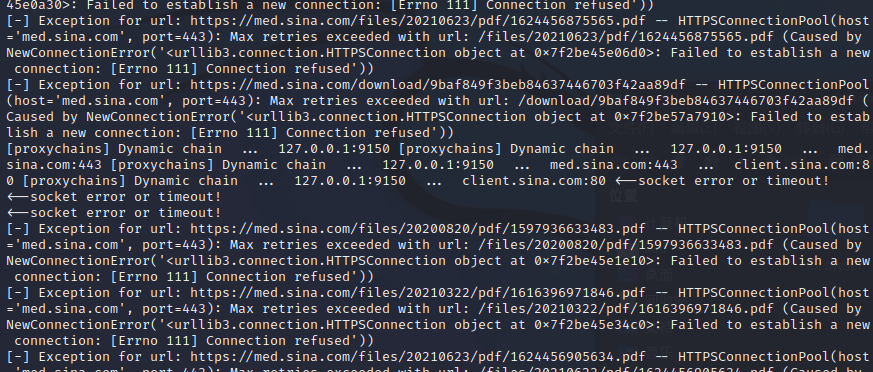 45e0a30>: Failed to establish a new connection: [Errno 111] Connection refused'))
[-] Exception for url: https://med.sina.com/files/20210623/pdf/1624456875565.pdf -- HTTPSConnectionPool(host
='med.sina.com', port=443): Max retries exceeded with url: /files/20210623/pdf/1624456875565.pdf (Caused by
NewConnectionError('<urllib3.connection.HTTPSConnection object at 0×7f2be45e06d0>: Failed to establish a new
 connection: [Errno 111] Connection refused'))
[-] Exception for url: https://med.sina.com/download/9baf849f3beb84637446703f42aa89df -- HTTPSConnectionPool
(host='med.sina.com', port=443): Max retries exceeded with url: /download/9baf849f3beb84637446703f42aa89df (
Caused by NewConnectionError('<urllib3.connection.HTTPSConnection object at 0×7f2be57a7910>: Failed to estab
lish a new connection: [Errno 111] Connection refused'))
[proxychains] Dynamic chain  ...  127.0.0.1:9150 [proxychains] Dynamic chain  ...  127.0.0.1:9150  ...  med.
sina.com:443 [proxychains] Dynamic chain  ...  127.0.0.1:9150  ...  med.sina.com:443  ...  client.sina.com:8
0 [proxychains] Dynamic chain  ...  127.0.0.1:9150  ...  client.sina.com:80 <--socket error or timeout!
<--socket error or timeout!
<--socket error or timeout!
[-] Exception for url: https://med.sina.com/files/20200820/pdf/1597936633483.pdf -- HTTPSConnectionPool(host
='med.sina.com', port=443): Max retries exceeded with url: /files/20200820/pdf/1597936633483.pdf (Caused by
NewConnectionError('<urllib3.connection.HTTPSConnection object at 0×7f2be45e1e10>: Failed to establish a new
 connection: [Errno 111] Connection refused'))
[-] Exception for url: https://med.sina.com/files/20210322/pdf/1616396971846.pdf -- HTTPSConnectionPool(host
='med.sina.com', port=443): Max retries exceeded with url: /files/20210322/pdf/1616396971846.pdf (Caused by
NewConnectionError('<urllib3.connection.HTTPSConnection object at 0×7f2be45e34c0>: Failed to establish a new
 connection: [Errno 111] Connection refused'))
[-] Exception for url: https://med.sina.com/files/20210623/pdf/1624456905634.pdf -- HTTPSConnectionPool(host
='med.sina.com', port=443): Max retries exceeded with url: /files/20210623/pdf/1624456905634.pdf (Caused by